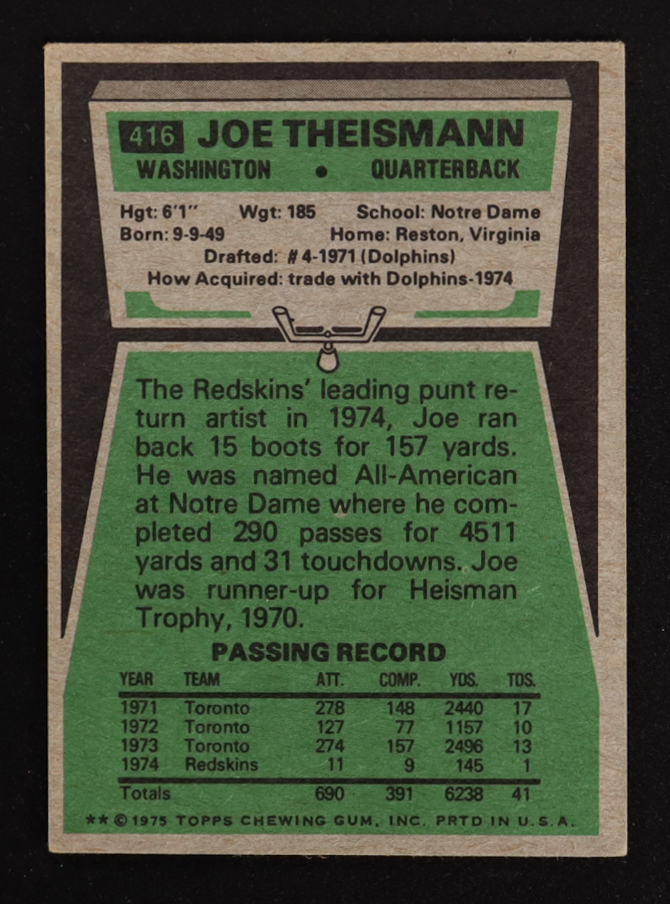 416 JOE THEISMANN
WASHINGTON • QUARTERBACK
Hgt: 6'1" Wgt: 185 School: Notre Dame
Born: 9-9-49 Home: Reston, Virginia
Drafted: #4-1971 (Dolphins)
How Acquired: trade with Dolphins-1974
The Redskins' leading punt re-
turn artist in 1974, Joe ran
back 15 boots for 157 yards.
He was named All-American
at Notre Dame where he com-
pleted 290 passes for 4511
yards and 31 touchdowns. Joe
was runner-up for Heisman
Trophy, 1970.
PASSING RECORD
YEAR TEAM ATT. COMP. YDS. TDS.
1971 Toronto 278 148 2440 17
1972 Toronto 127 77 1157 10
1973 Toronto 274 157 2496 13
1974 Redskins 11 9 145 1
Totals 690 391 6238 41
** © 1975 TOPPS CHEWING GUM, INC. PRTD IN U.S.A.